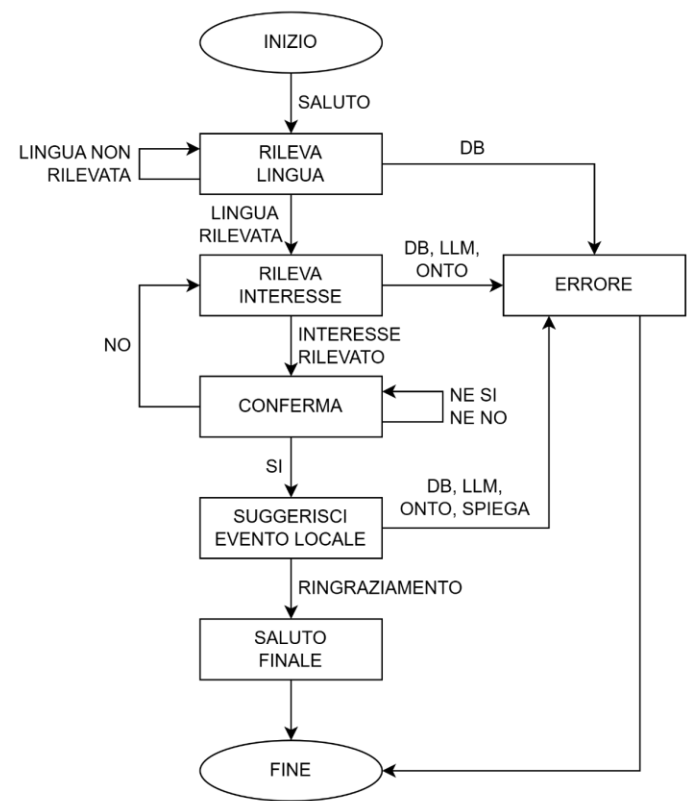 INIZIO
SALUTO
LINGUA NON
RILEVATA
RILEVA
LINGUA
DB
LINGUA
RILEVATA
RILEVA
INTERESSE
DB, LLM,
ONTO
ERRORE
NO
INTERESSE
RILEVATO
CONFERMA
NE SI
NE NO
SI
SUGGERISCI
EVENTO LOCALE
DB, LLM,
ONTO, SPIEGA
RINGRAZIAMENTO
SALUTO
FINALE
FINE